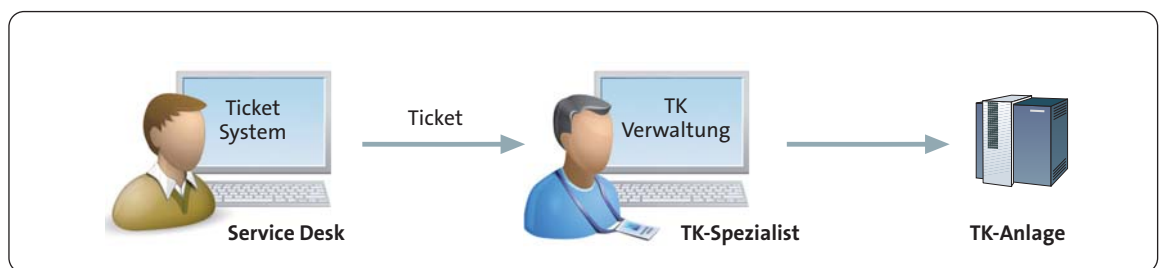 Ticket
System
Ticket
TK
Verwaltung
Service Desk
TK-Spezialist
TK-Anlage